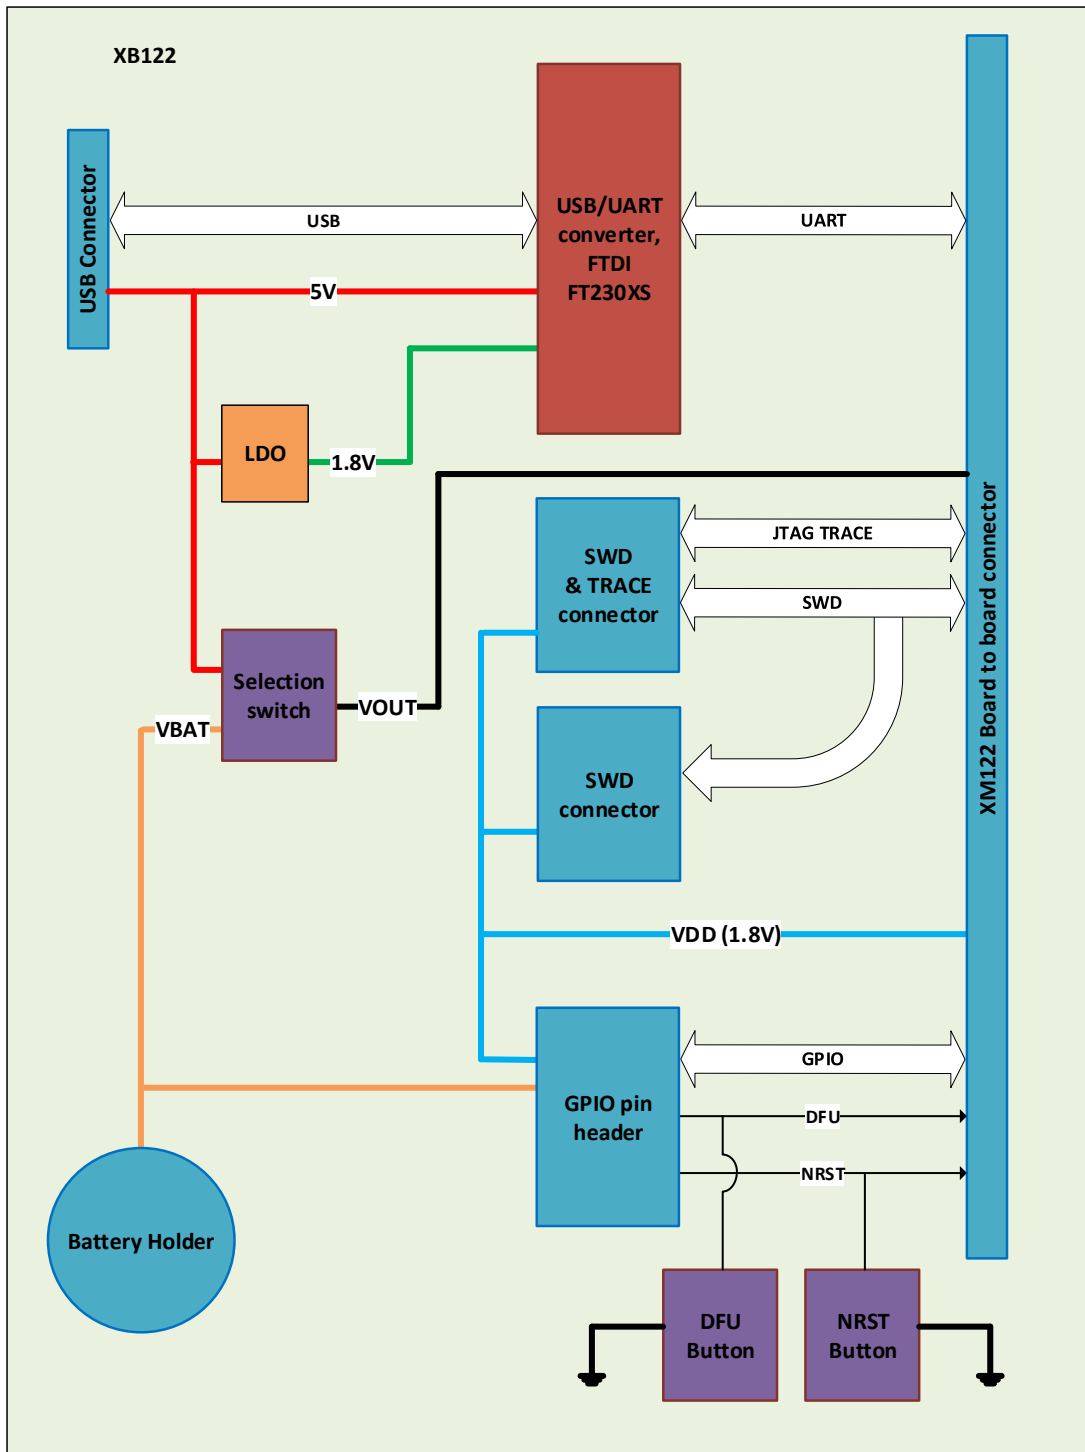 XB122
USB Connector
USB
USB/UART
converter,
FTDI
FT230XS
UART
5V
LDO
1.8V
SWD
& TRACE
connector
JTAG TRACE
SWD
XM122 Board to board connector
Selection
switch
VOUT
VBAT
SWD
connector
VDD (1.8V)
GPIO pin
header
GPIO
DFU
NRST
Battery Holder
DFU
Button
NRST
Button